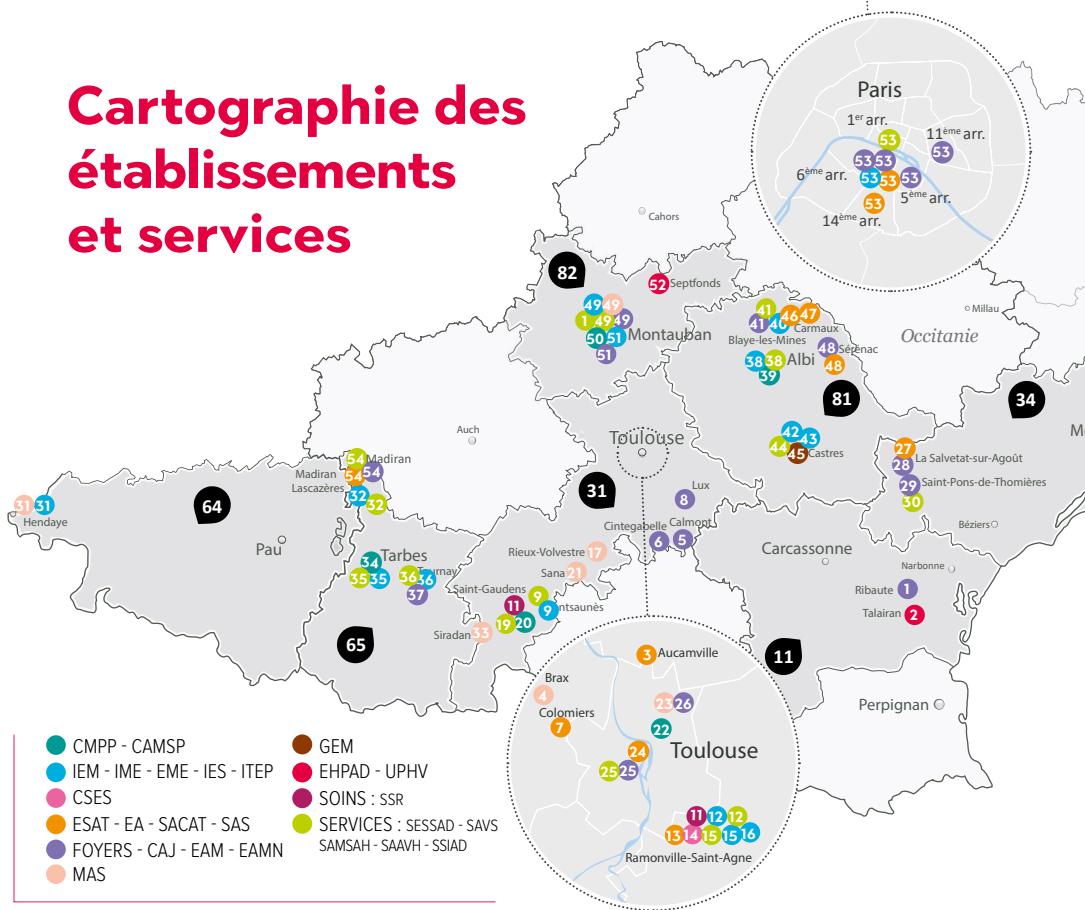 Cartographie des
établissements
et services
Paris
1er arr.
11ème arr.
53
53
53 53
6ème arr.
53 53 53
5ème arr.
53
14ème arr.
Cahors
82
52 Septfonds
49 49
1 49 49
Montauban
50 51
51
41 46 47
41 40 Carmaux
Blaye-les-Mines
48 Sérénac
38 38 Albi
48
39
81
Millau
Occitanie
34
42 43
44 45 Castres
27
La Salvetat-sur-Agoût
28
29 Saint-Pons-de-Thomières
30
Béziers
Auch
Toulouse
54 Madiran
Madiran 54 54
Lascazères
32
32
31 31
Hendaye
64
Pau
31
Lux
8
Cintegabelle Calmont
6 5
Carcassonne
Narbonne
Ribaute 1
Talairan 2
11
Perpignan
34 Tarbes
35 35
36 36
37
65
Rieux-Volvestre 17
Sana 21
Saint-Gaudens
11 9
9
19 20
Siradan 33
3 Aucamville
Brax
4
Colomiers
7
23 26
22
Toulouse
24
25 25
11 12 12
13 14 15 15 16
Ramonville-Saint-Agne
CMPP - CAMSP
IEM - IME - EME - IES - ITEP
CSES
ESAT - EA - SACAT - SAS
FOYERS - CAJ - EAM - EAMN
MAS
GEM
EHPAD - UPHV
SOINS : SSR
SERVICES : SESSAD - SAVS
SAMSAH - SAAVH - SSIAD